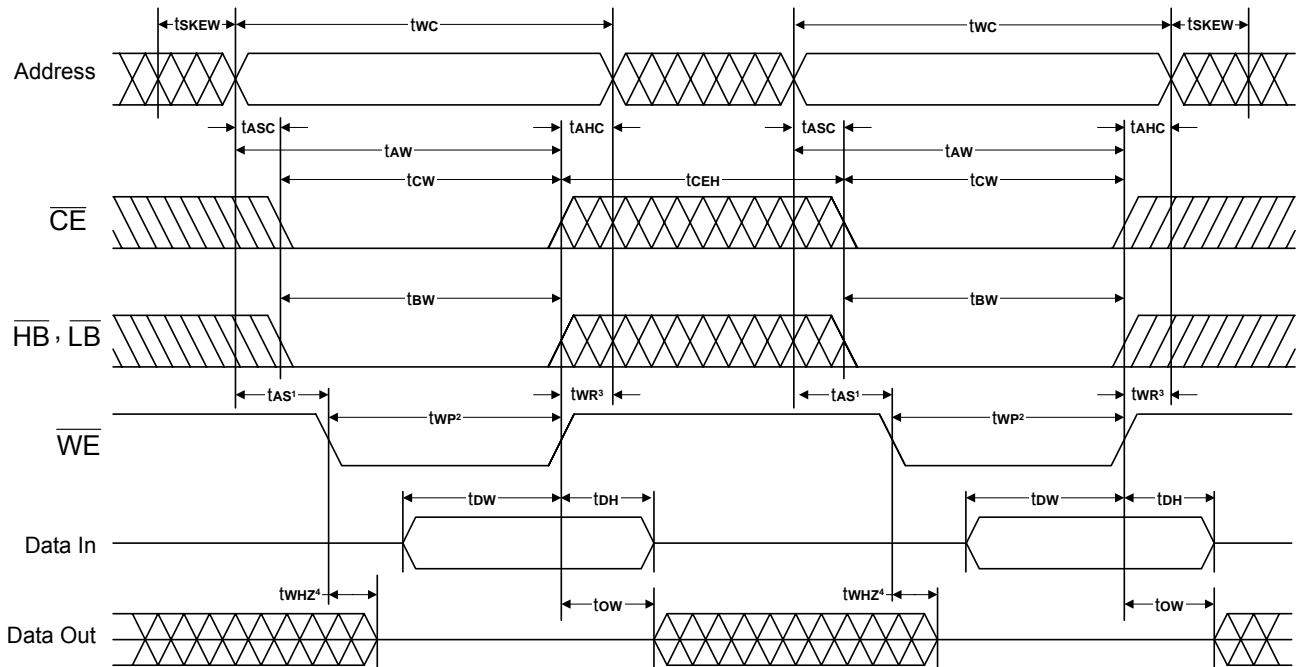 tSKEW tWC tWC tSKEW
Address
tASC tAHC tASC tAHC
tAW tAW
tCW tCEH tCW
CE
tBW tBW
HB , LB
tAS¹ tWR³ tAS¹ tWR³
tWP² tWP²
WE
tDW tDH tDW tDH
Data In
tWHZ⁴ tOW tWHZ⁴ tOW
Data Out